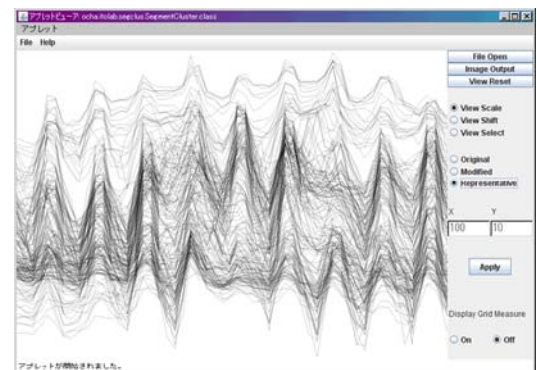 アプレットビューア: ocha.itolab.segclus.SegmentCluster.class
アプレット
File Help
File Open
Image Output
View Reset
View Scale
View Shift
View Select
Original
Modified
Representative
X Y
100 10
Apply
Display Grid Measure
On Off
アプレットが開始されました。